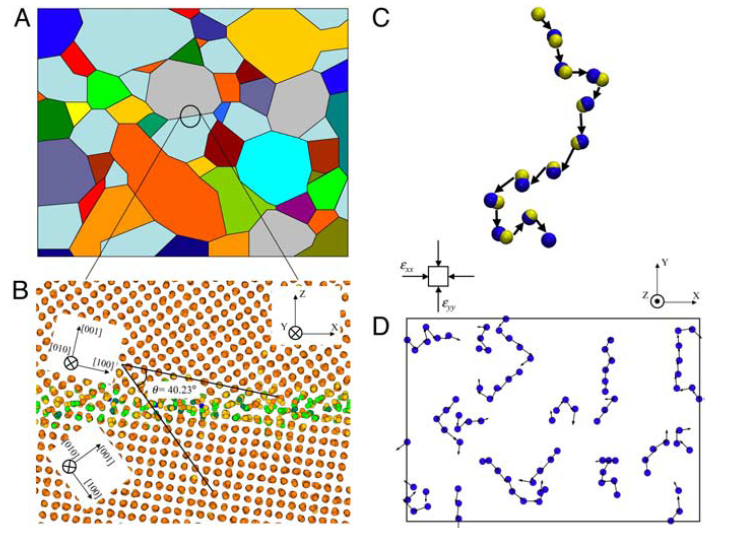 A
C
B
Z
Y
X
[001]
[010]
[100]
θ= 40.23°
[010]
[001]
[100]
εxx
εyy
Y
Z
X
D